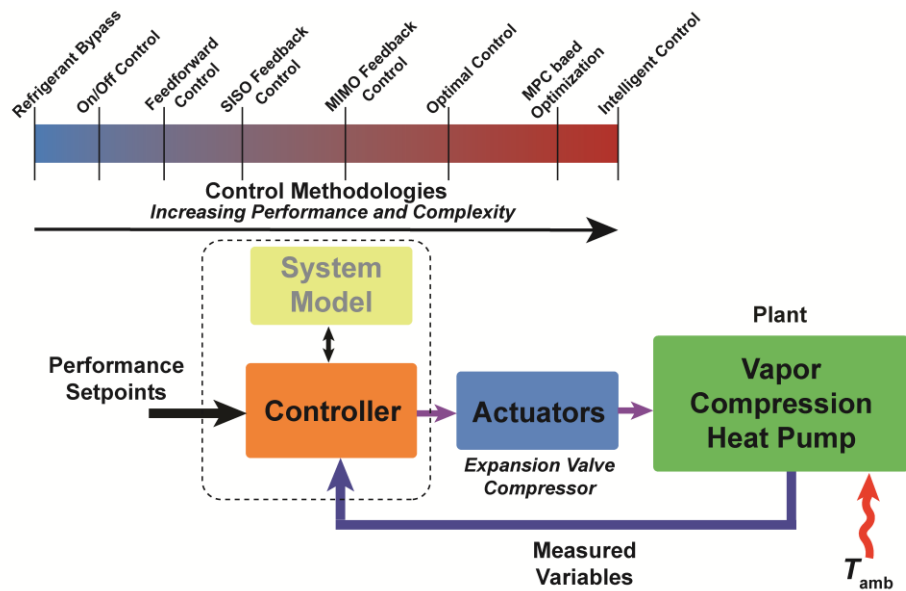 Refrigerant Bypass
On/Off Control
Feedforward
Control
SISO Feedback
Control
MIMO Feedback
Control
Optimal Control
MPC baed
Optimization
Intelligent Control
Control Methodologies
Increasing Performance and Complexity
System
Model
Performance
Setpoints
Controller
Actuators
Expansion Valve
Compressor
Plant
Vapor
Compression
Heat Pump
Measured
Variables
Tamb